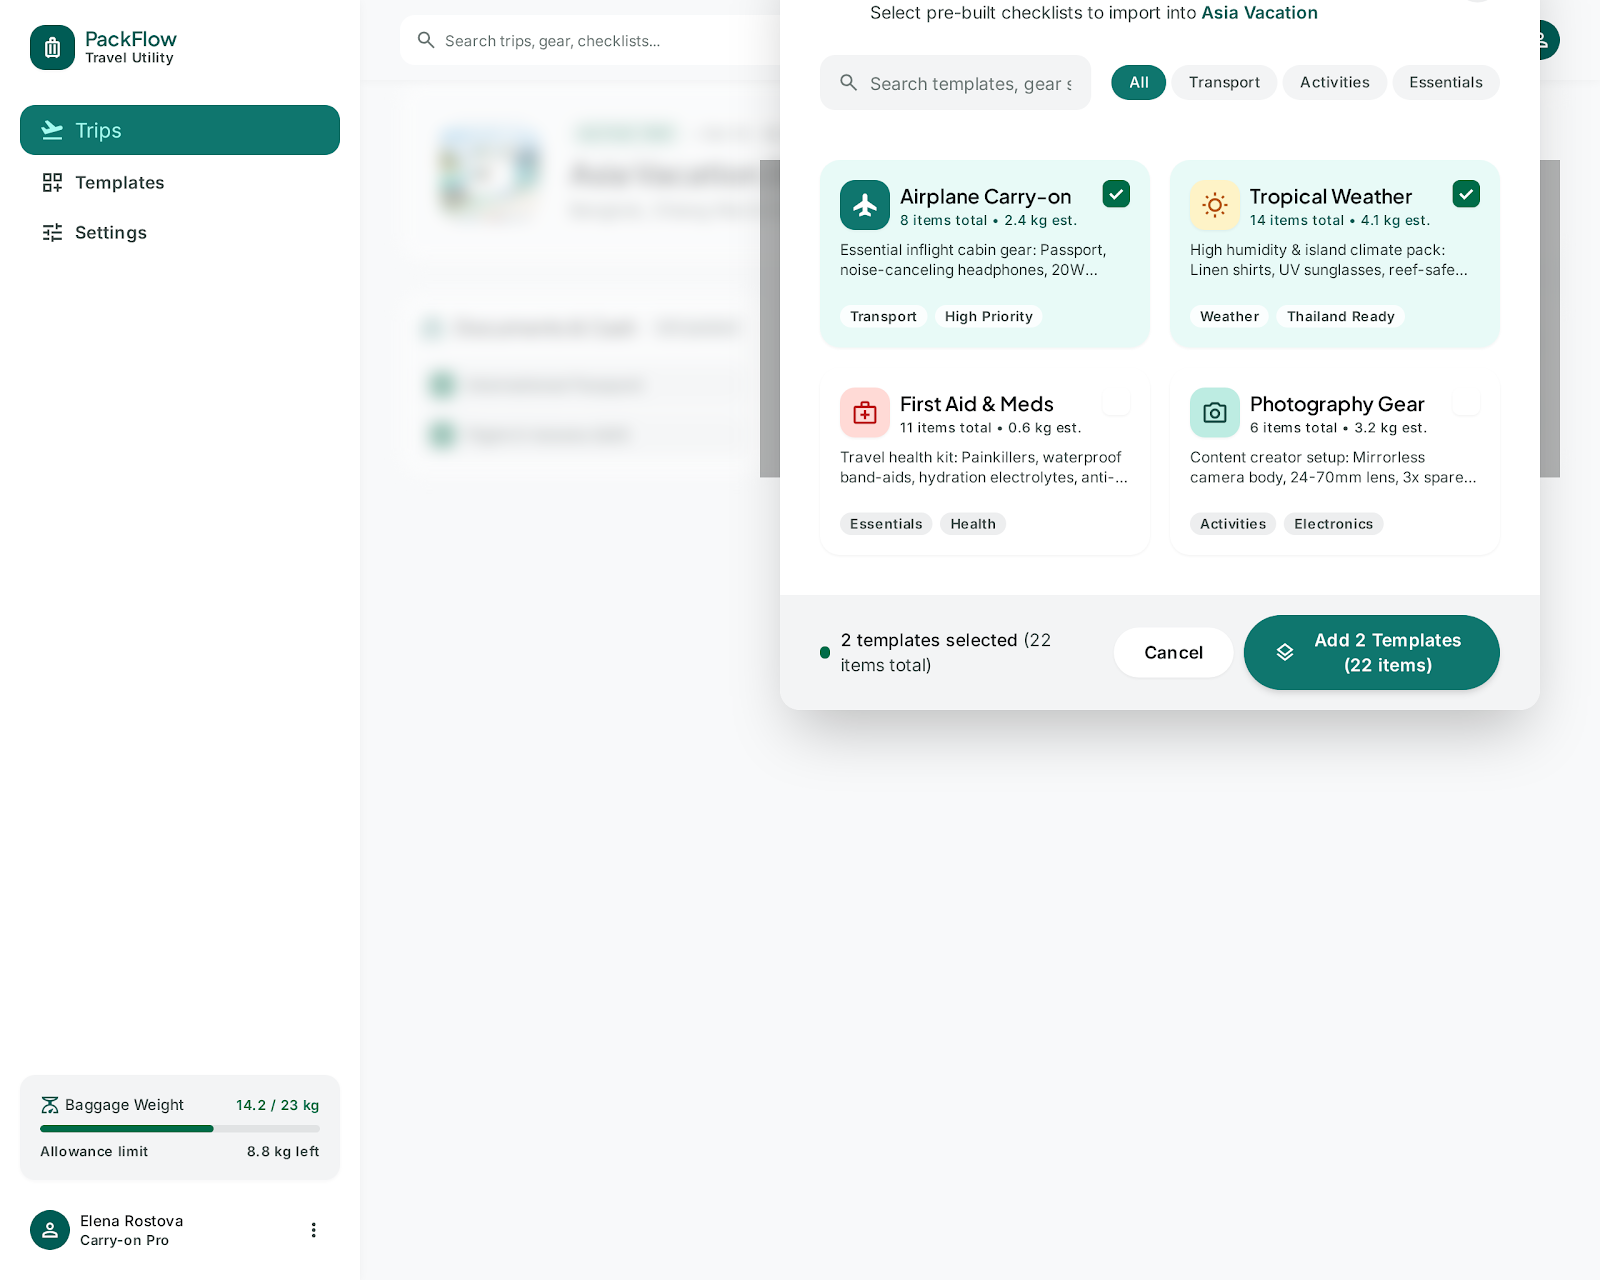 PackFlow
Travel Utility
Trips
Templates
Settings
Baggage Weight
14.2 / 23 kg
Allowance limit
8.8 kg left
Elena Rostova
Carry-on Pro
Search trips, gear, checklists...
Select pre-built checklists to import into Asia Vacation
Search templates, gear s
All
Transport
Activities
Essentials
Airplane Carry-on
8 items total • 2.4 kg est.
Essential inflight cabin gear: Passport,
noise-canceling headphones, 20W...
Transport
High Priority
Tropical Weather
14 items total • 4.1 kg est.
High humidity & island climate pack:
Linen shirts, UV sunglasses, reef-safe...
Weather
Thailand Ready
First Aid & Meds
11 items total • 0.6 kg est.
Travel health kit: Painkillers, waterproof
band-aids, hydration electrolytes, anti-...
Essentials
Health
Photography Gear
6 items total • 3.2 kg est.
Content creator setup: Mirrorless
camera body, 24-70mm lens, 3x spare...
Activities
Electronics
2 templates selected (22
items total)
Cancel
Add 2 Templates
(22 items)